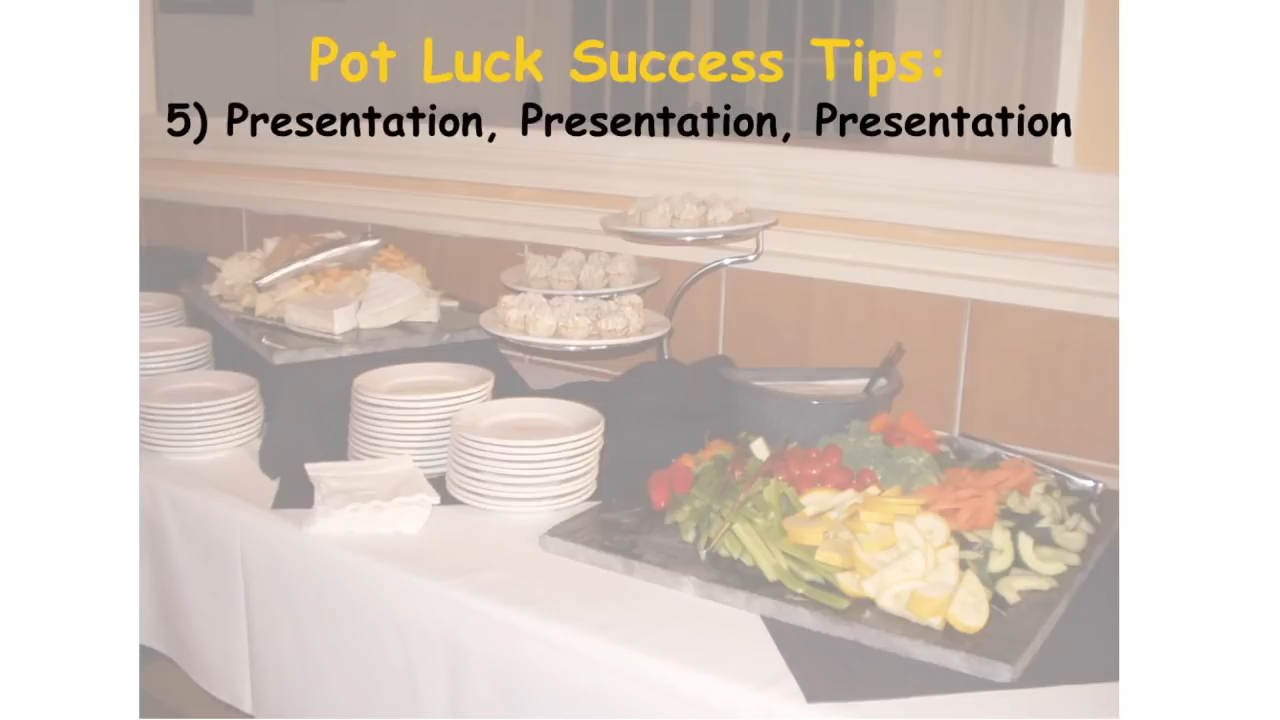 Pot Luck Success Tips:
5) Presentation, Presentation, Presentation